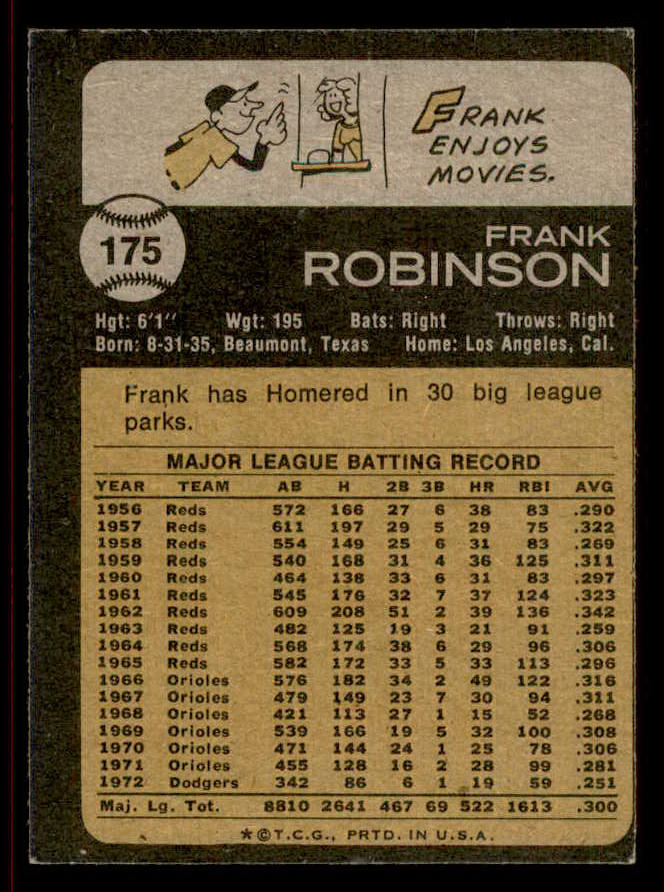 FRANK
ENJOYS
MOVIES.
175
FRANK
ROBINSON
Hgt: 6'1" Wgt: 195 Bats: Right Throws: Right
Born: 8-31-35, Beaumont, Texas Home: Los Angeles, Cal.
Frank has Homered in 30 big league
parks.
MAJOR LEAGUE BATTING RECORD
YEAR TEAM AB H 2B 3B HR RBI AVG
1956 Reds 572 166 27 6 38 83 .290
1957 Reds 611 197 29 5 29 75 .322
1958 Reds 554 149 25 6 31 83 .269
1959 Reds 540 168 31 4 36 125 .311
1960 Reds 464 138 33 6 31 83 .297
1961 Reds 545 176 32 7 37 124 .323
1962 Reds 609 208 51 2 39 136 .342
1963 Reds 482 125 19 3 21 91 .259
1964 Reds 568 174 38 6 29 96 .306
1965 Reds 582 172 33 5 33 113 .296
1966 Orioles 576 182 34 2 49 122 .316
1967 Orioles 479 149 23 7 30 94 .311
1968 Orioles 421 113 27 1 15 52 .268
1969 Orioles 539 166 19 5 32 100 .308
1970 Orioles 471 144 24 1 25 78 .306
1971 Orioles 455 128 16 2 28 99 .281
1972 Dodgers 342 86 6 1 19 59 .251
Maj. Lg. Tot. 8810 2641 467 69 522 1613 .300
*©T.C.G., PRTD. IN U.S.A.